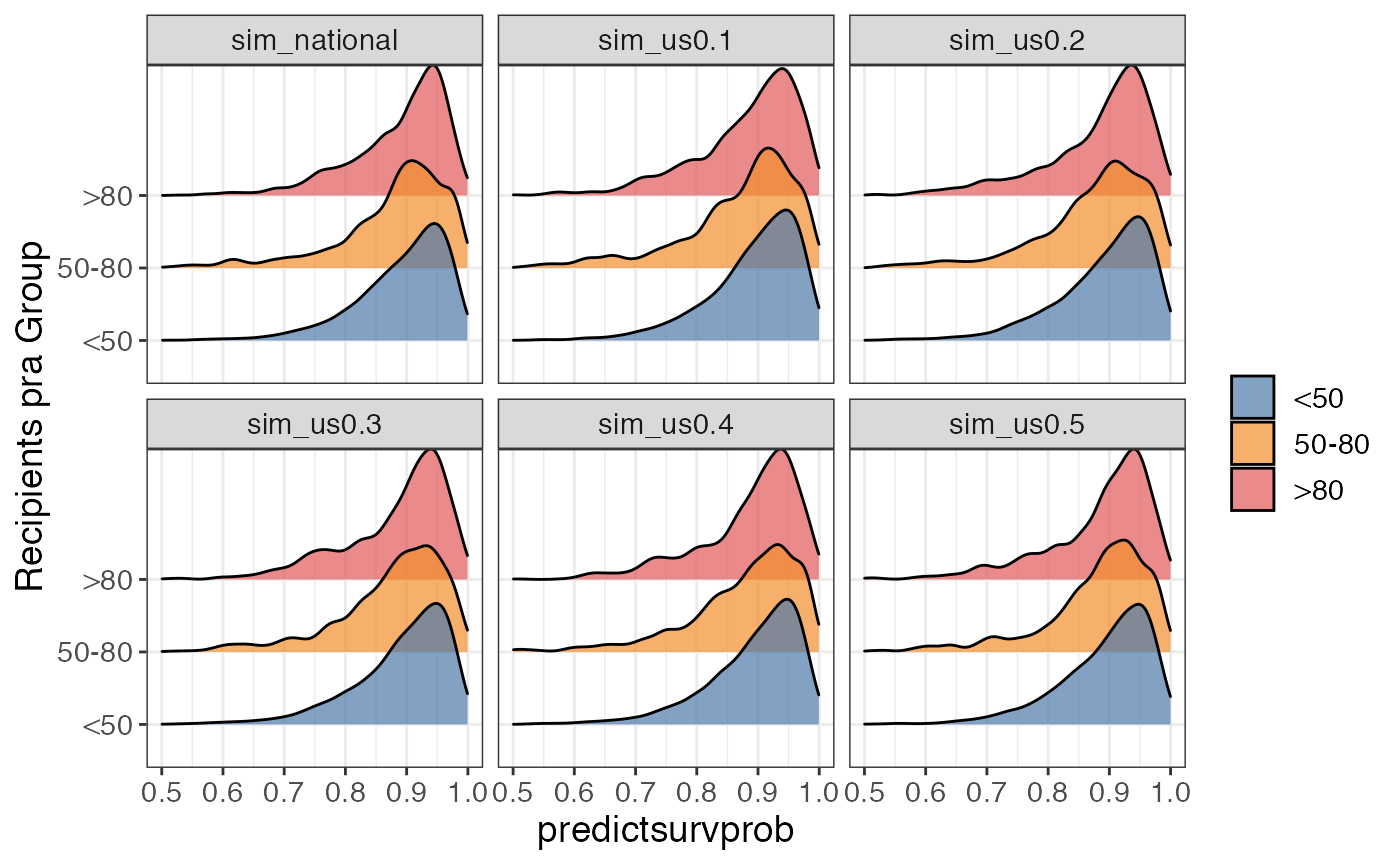 sim_national sim_us0.1 sim_us0.2
>80
50-80
<50
sim_us0.3 sim_us0.4 sim_us0.5
>80
50-80
<50
0.5 0.6 0.7 0.8 0.9 1.0 0.5 0.6 0.7 0.8 0.9 1.0 0.5 0.6 0.7 0.8 0.9 1.0
predictsurvprob
Recipients pra Group
<50
50-80
>80